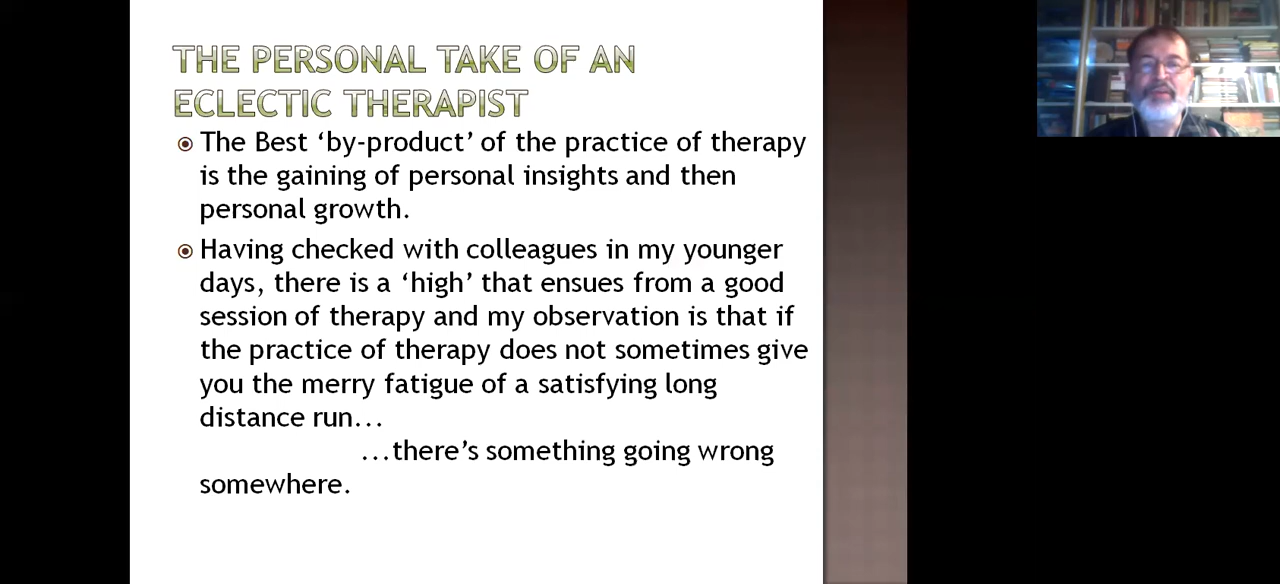 THE PERSONAL TAKE OF AN
ECLECTIC THERAPIST
The Best ‘by-product’ of the practice of therapy
is the gaining of personal insights and then
personal growth.
Having checked with colleagues in my younger
days, there is a ‘high’ that ensues from a good
session of therapy and my observation is that if
the practice of therapy does not sometimes give
you the merry fatigue of a satisfying long
distance run...
...there’s something going wrong
somewhere.